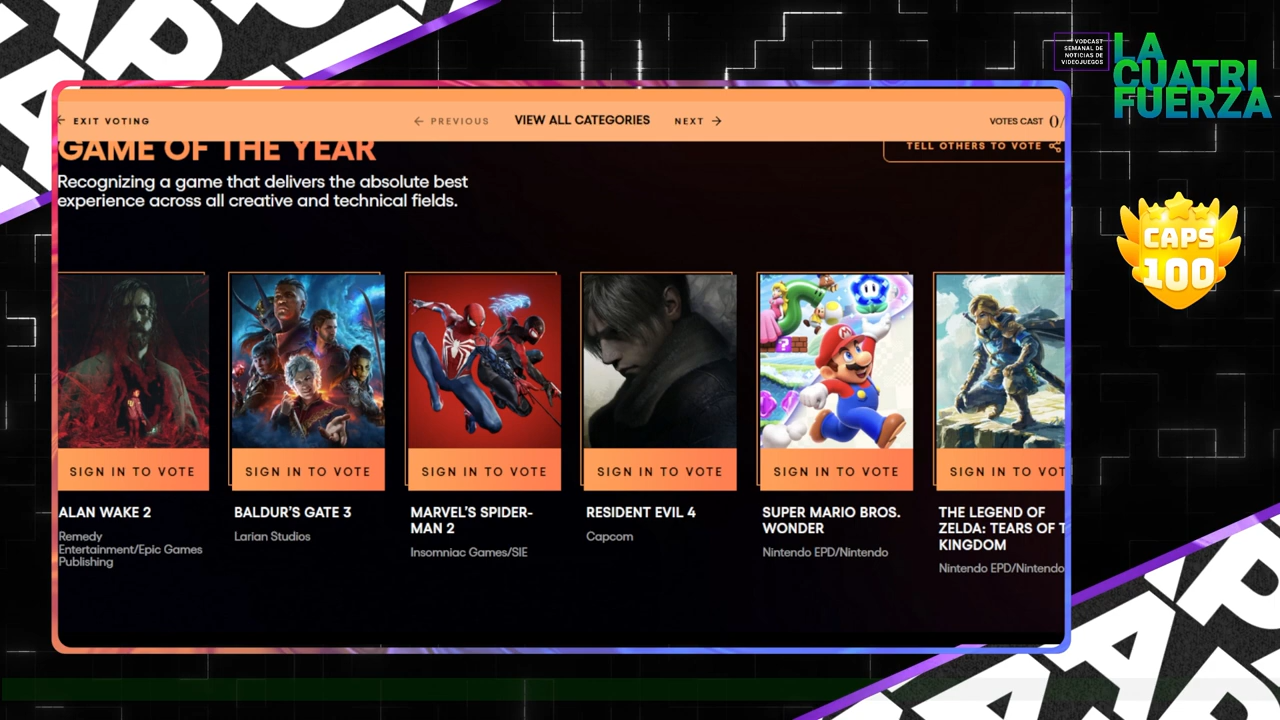 VODCAST
SEMANAL DE
NOTICIAS DE
VIDEOJUEGOS
LA
CUATRI
FUERZA
EXIT VOTING
PREVIOUS
VIEW ALL CATEGORIES
NEXT
VOTES CAST 0/
GAME OF THE YEAR
TELL OTHERS TO VOTE
Recognizing a game that delivers the absolute best
experience across all creative and technical fields.
CAPS
100
SIGN IN TO VOTE
SIGN IN TO VOTE
SIGN IN TO VOTE
SIGN IN TO VOTE
SIGN IN TO VOTE
SIGN IN TO VOT
ALAN WAKE 2
Remedy
Entertainment/Epic Games
Publishing
BALDUR'S GATE 3
Larian Studios
MARVEL'S SPIDER-
MAN 2
Insomniac Games/SIE
RESIDENT EVIL 4
Capcom
SUPER MARIO BROS.
WONDER
Nintendo EPD/Nintendo
THE LEGEND OF
ZELDA: TEARS OF T
KINGDOM
Nintendo EPD/Nintendo